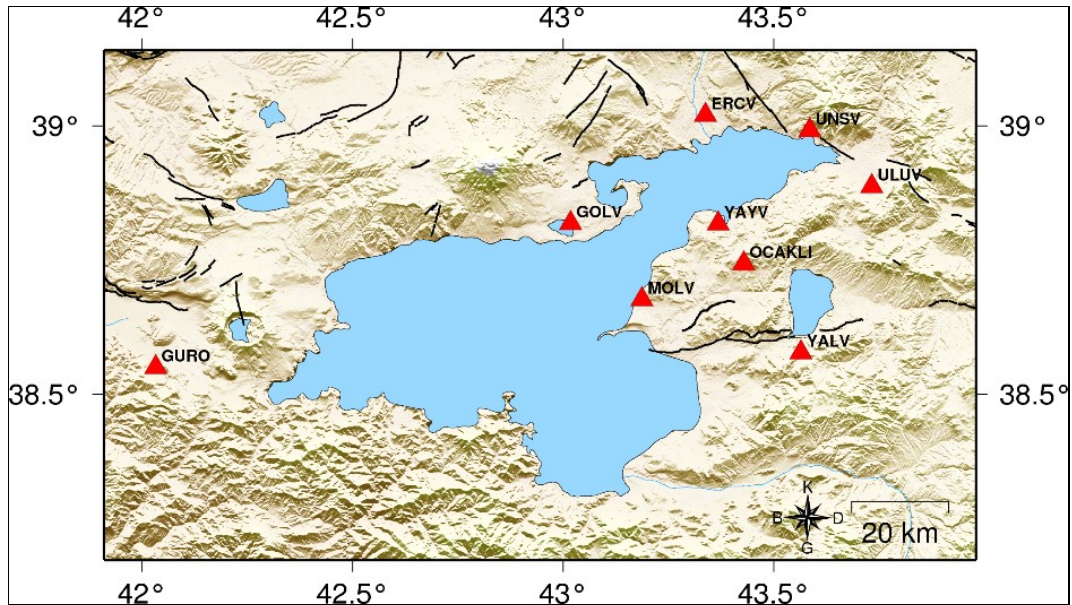 42° 42.5° 43° 43.5°
ERCV
UNSV
39° 39°
ULUV
GOLV YAYV
OCAKLI
MOLV
YALV
GURO
38.5° 38.5°
K
B D
G
20 km
42° 42.5° 43° 43.5°